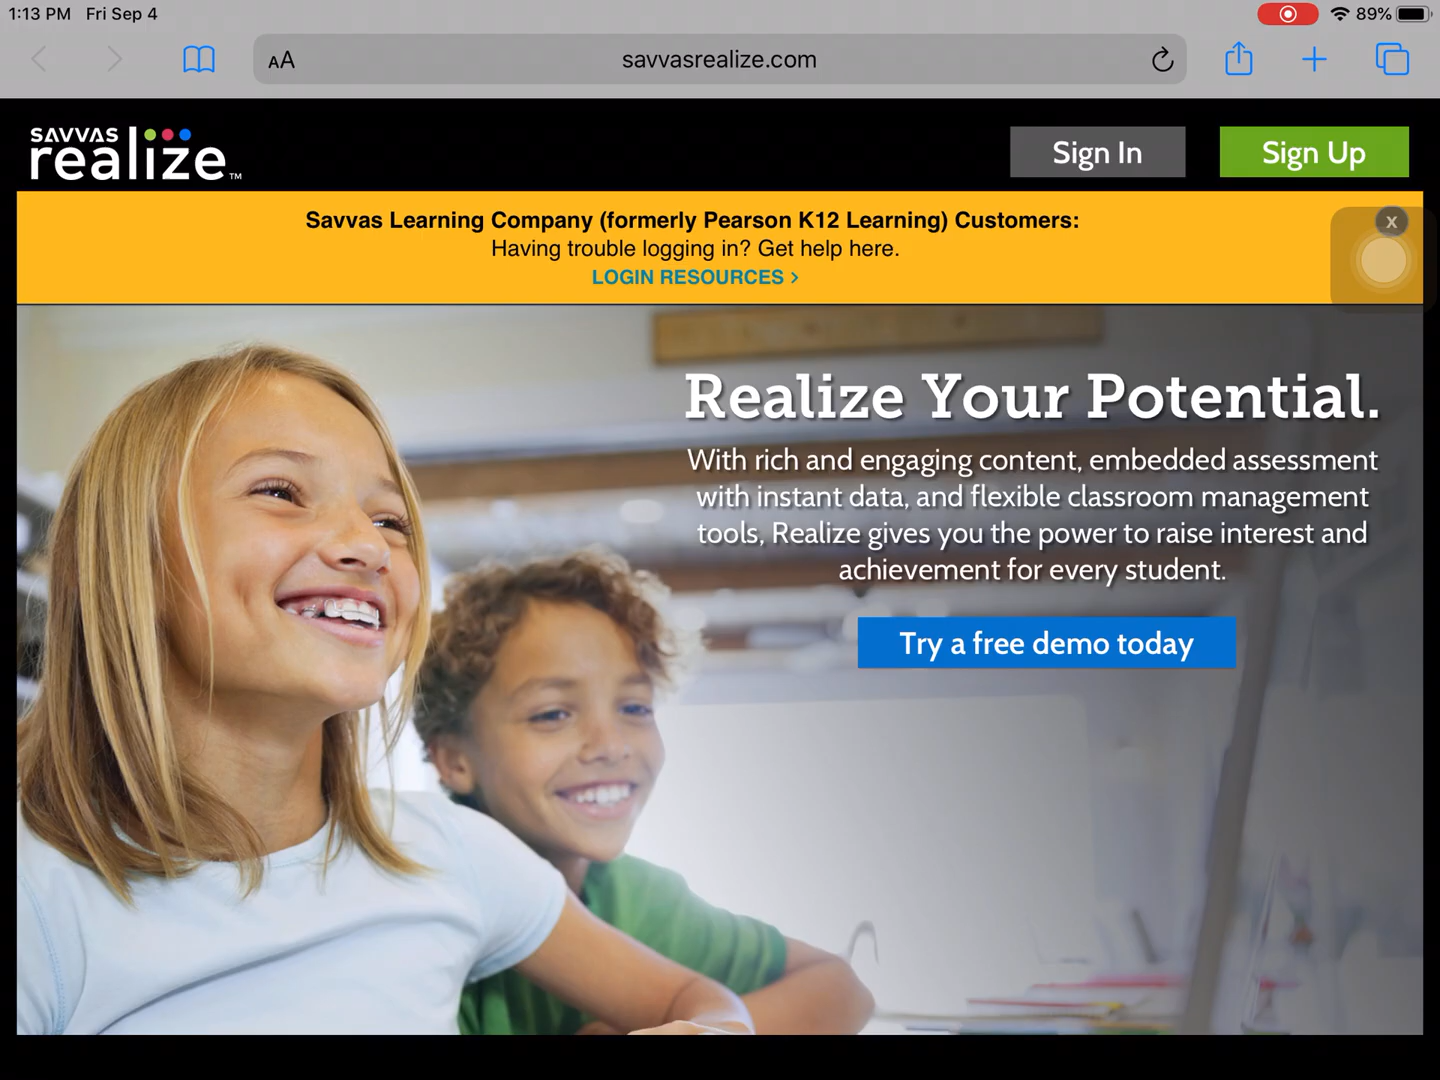 1:13 PM Fri Sep 4
89%
AA
savvasrealize.com
SAVVAS
realize™
Sign In
Sign Up
Savvas Learning Company (formerly Pearson K12 Learning) Customers:
Having trouble logging in? Get help here.
LOGIN RESOURCES >
x
Realize Your Potential.
With rich and engaging content, embedded assessment
with instant data, and flexible classroom management
tools, Realize gives you the power to raise interest and
achievement for every student.
Try a free demo today